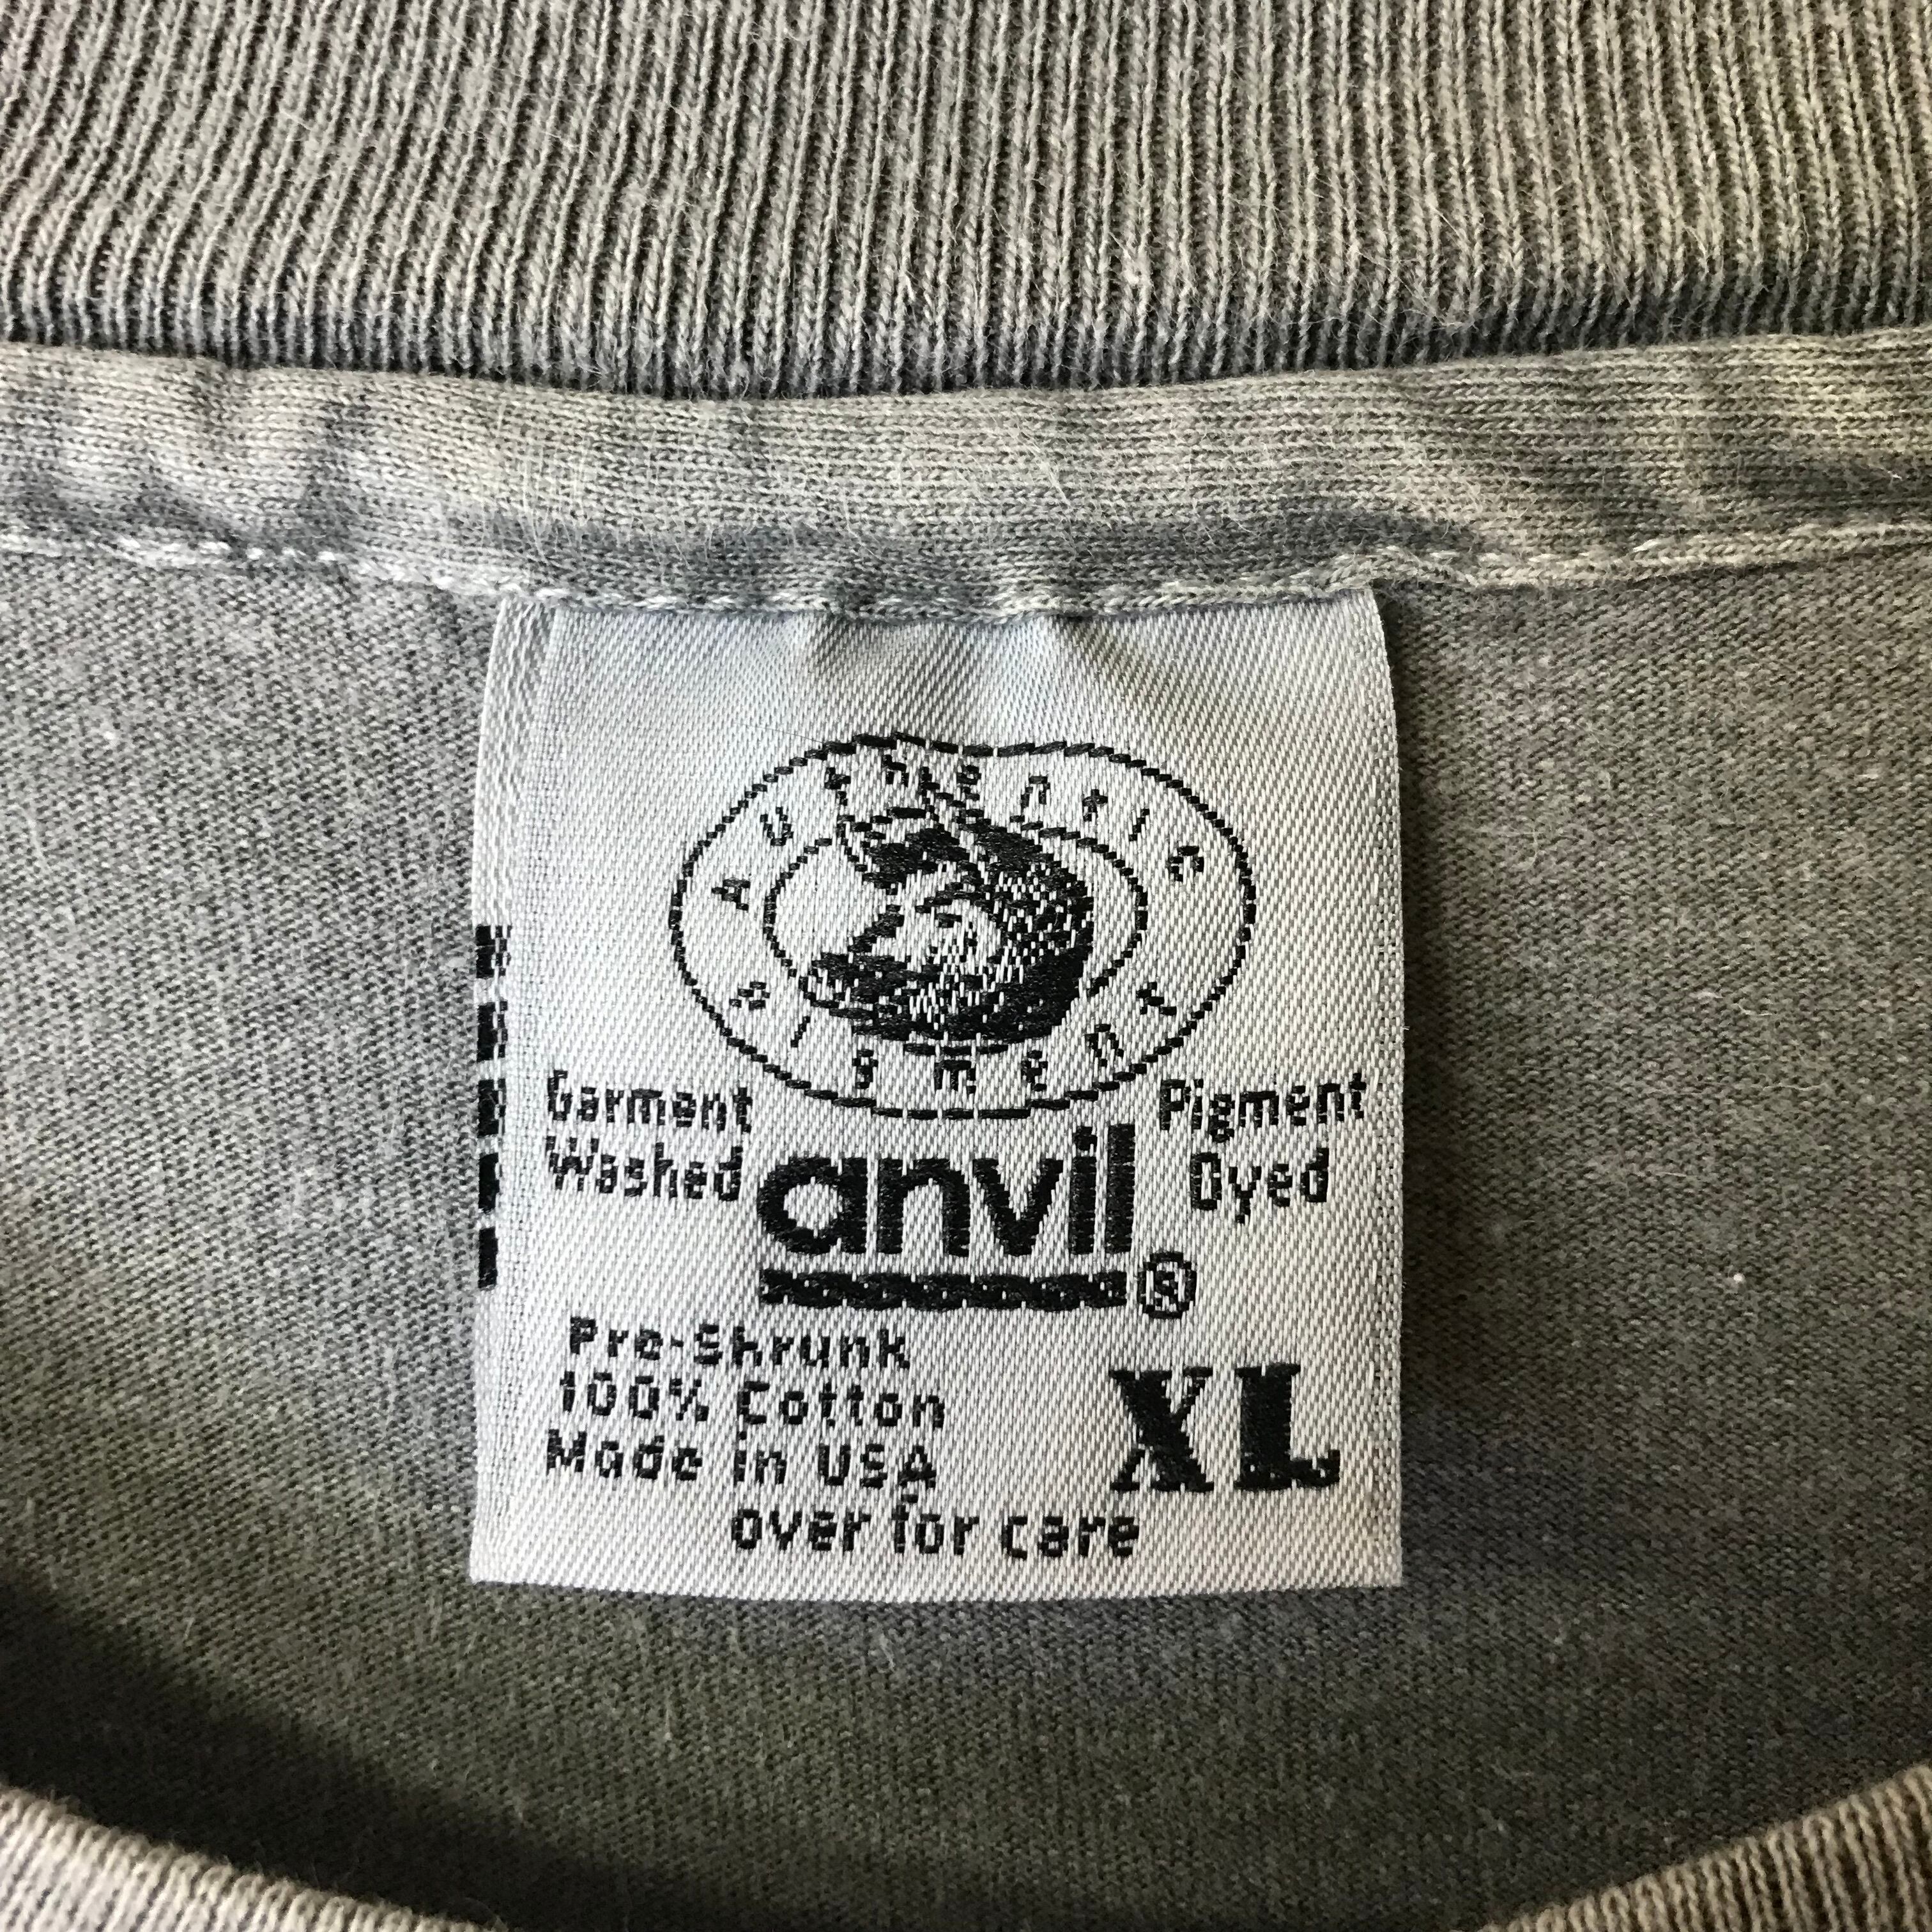 Authentic
Pigment
Garment
Washed
anvil®
Pigment
Dyed
Pre-Shrunk
100% Cotton
Made in USA
XL
over for care